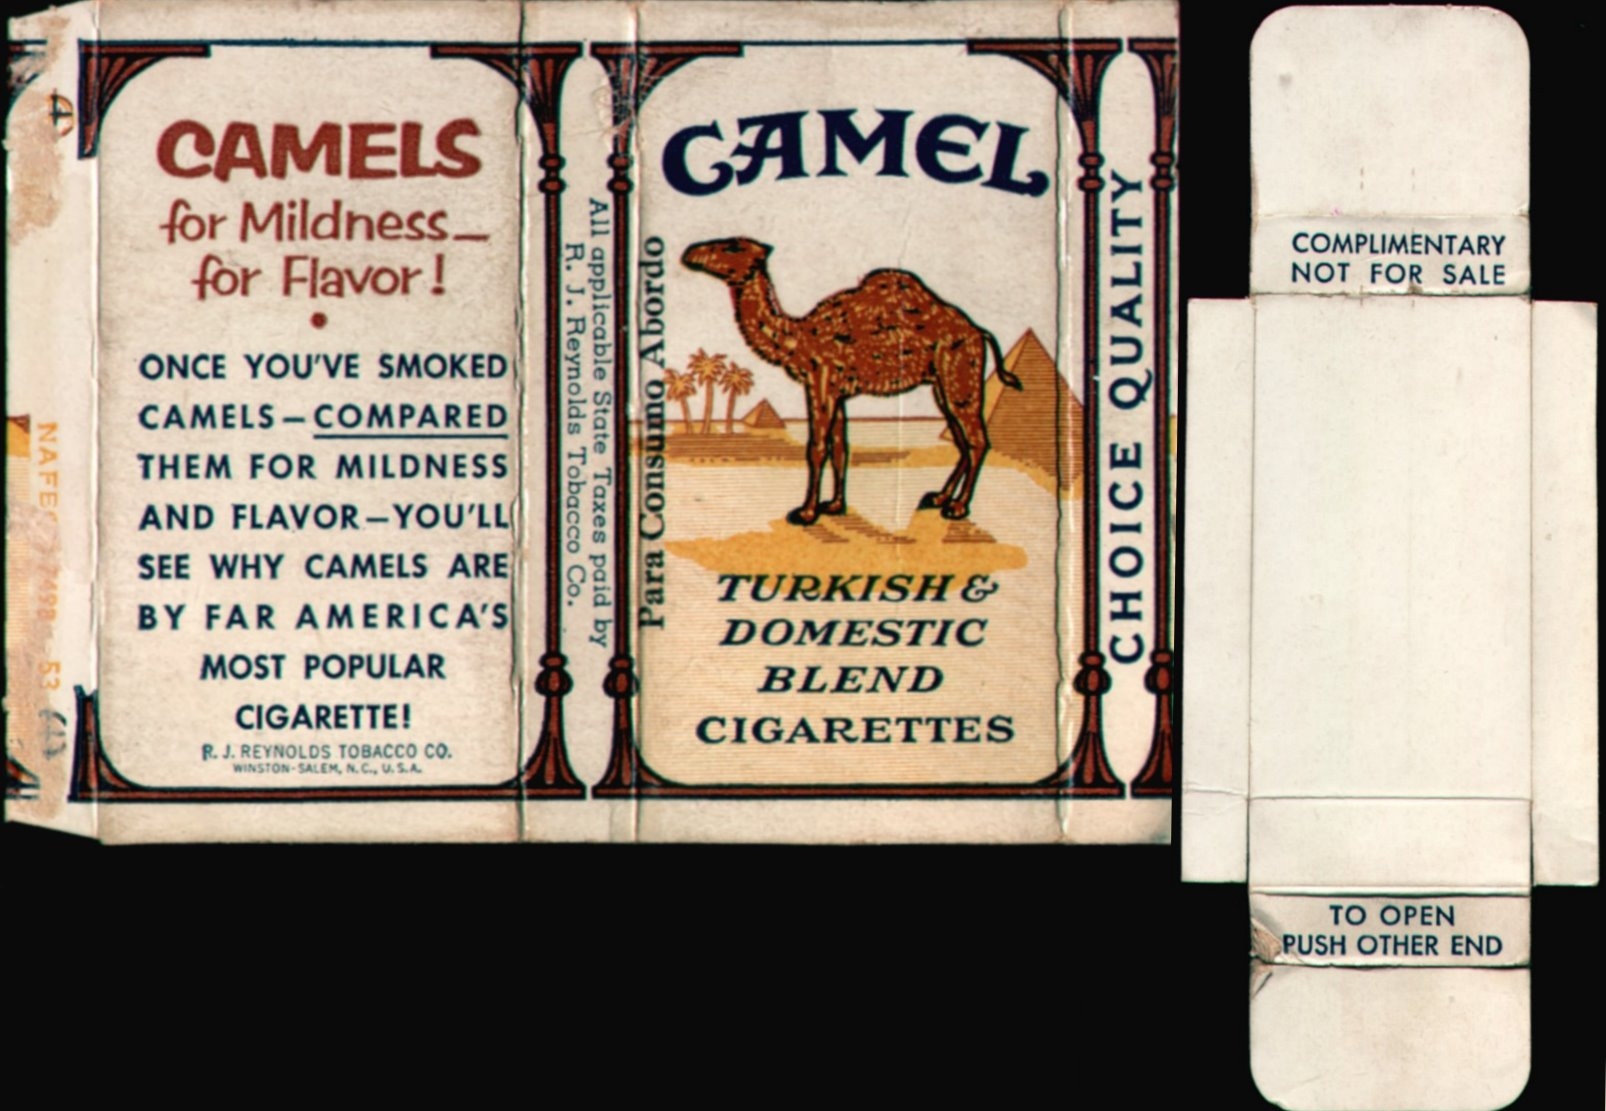 CAMELS
for Mildness—
for Flavor!
ONCE YOU'VE SMOKED
CAMELS—COMPARED
THEM FOR MILDNESS
AND FLAVOR—YOU'LL
SEE WHY CAMELS ARE
BY FAR AMERICA'S
MOST POPULAR
CIGARETTE!
R. J. REYNOLDS TOBACCO CO.
WINSTON-SALEM, N.C., U.S.A.
All applicable State Taxes paid by
R. J. Reynolds Tobacco Co.
Para Consumo Abordo
CAMEL
TURKISH &
DOMESTIC
BLEND
CIGARETTES
CHOICE QUALITY
COMPLIMENTARY
NOT FOR SALE
TO OPEN
PUSH OTHER END